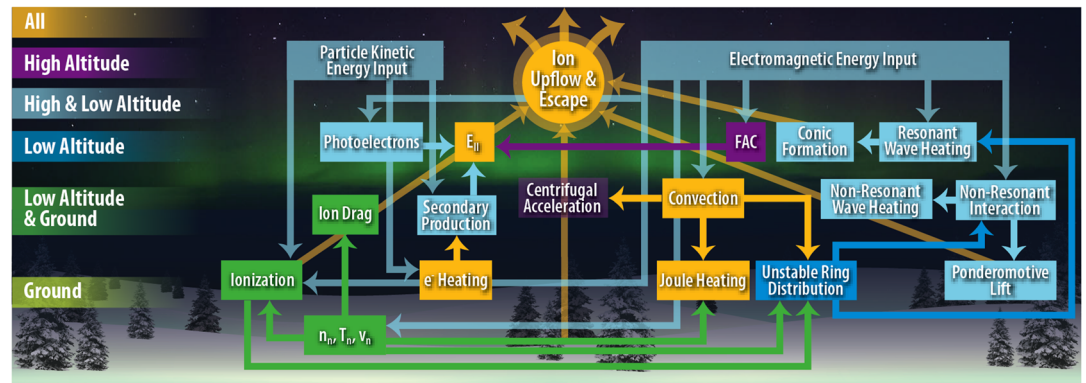 All
High Altitude
High & Low Altitude
Low Altitude
Low Altitude
& Ground
Ground
Particle Kinetic
Energy Input
Ion
Upflow &
Escape
Electromagnetic Energy Input
Photoelectrons
E||
FAC
Conic
Formation
Resonant
Wave Heating
Ion Drag
Secondary
Production
Centrifugal
Acceleration
Convection
Non-Resonant
Wave Heating
Non-Resonant
Interaction
Ionization
e- Heating
Joule Heating
Unstable Ring
Distribution
Ponderomotive
Lift
nn, Tn, vn